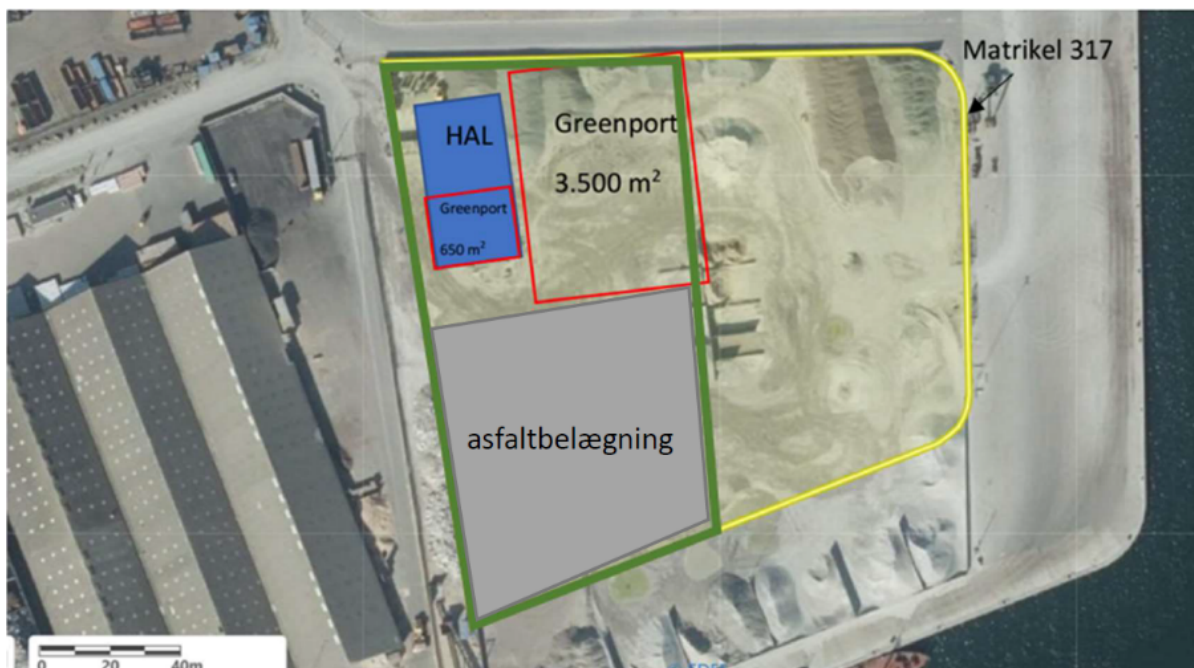 Matrikel 317
HAL
Greenport
3.500 m²
Greenport
650 m²
asfaltbelægning
0 20 40m